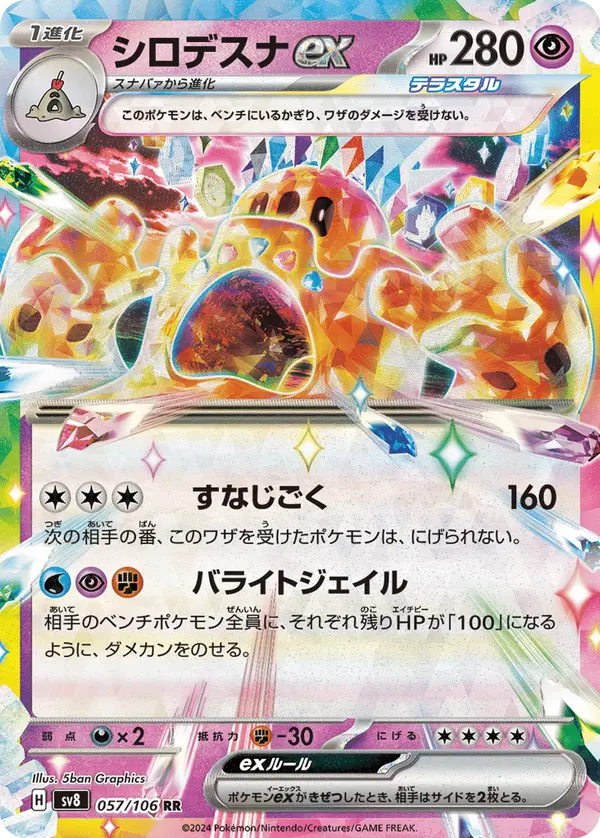 1進化
シロデスナex
HP 280
スナバァから進化
テラスタル
このポケモンは、ベンチにいるかぎり、ワザのダメージを受けない。
すなじごく 160
次の相手の番、このワザを受けたポケモンは、にげられない。
バライトジェイル
相手のベンチポケモン全員に、それぞれ残りHPが「100」になる
ように、ダメカンをのせる。
弱点 ×2 抵抗力 -30 にげる
Illus. 5ban Graphics
exルール
H sv8 057/106 RR
ポケモンexがきぜつしたとき、相手はサイドを2枚とる。
©2024 Pokémon/Nintendo/Creatures/GAME FREAK.